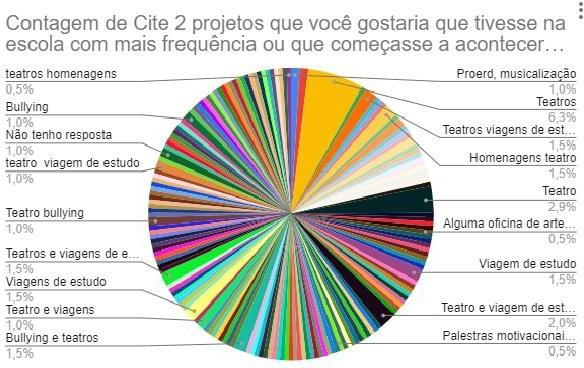 Contagem de Cite 2 projetos que você gostaria que tivesse na
escola com mais frequência ou que começasse a acontecer...
teatros homenagens
0,5%
Bullying
1,0%
Não tenho resposta
1,0%
teatro viagem de estudo
1,0%
Teatro bullying
1,0%
Teatros e viagens de e...
1,5%
Viagens de estudo
1,5%
Teatro e viagens
1,0%
Bullying e teatros
1,5%
Proerd, musicalização
1,0%
Teatros
6,3%
Teatros viagens de est...
1,5%
Homenagens teatro
1,5%
Teatro
2,9%
Alguma oficina de arte...
0,5%
Viagem de estudo
1,5%
Teatro e viagem de est...
2,0%
Palestras motivacionai...
0,5%